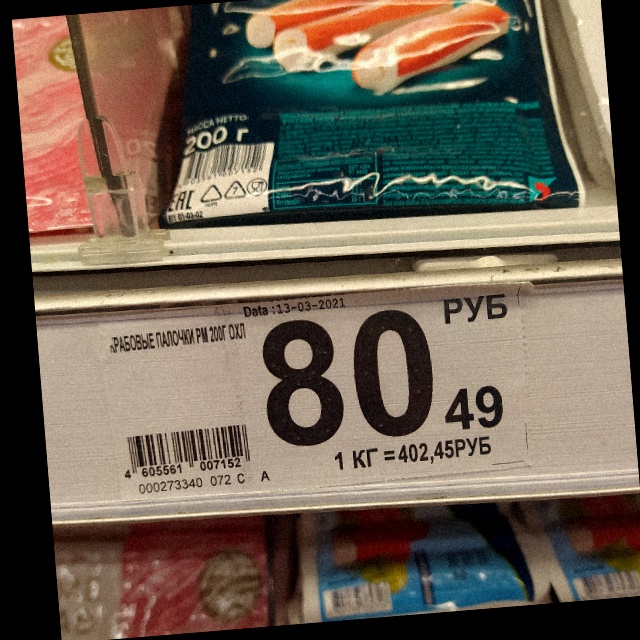 МАССА НЕТТО:
200 г
EAC
Data :13-03-2021
РУБ
КРАБОВЫЕ ПАЛОЧКИ РМ 200Г ОХЛ
80 49
1 КГ =402,45РУБ
4 605561 007152
000273340 072 С А